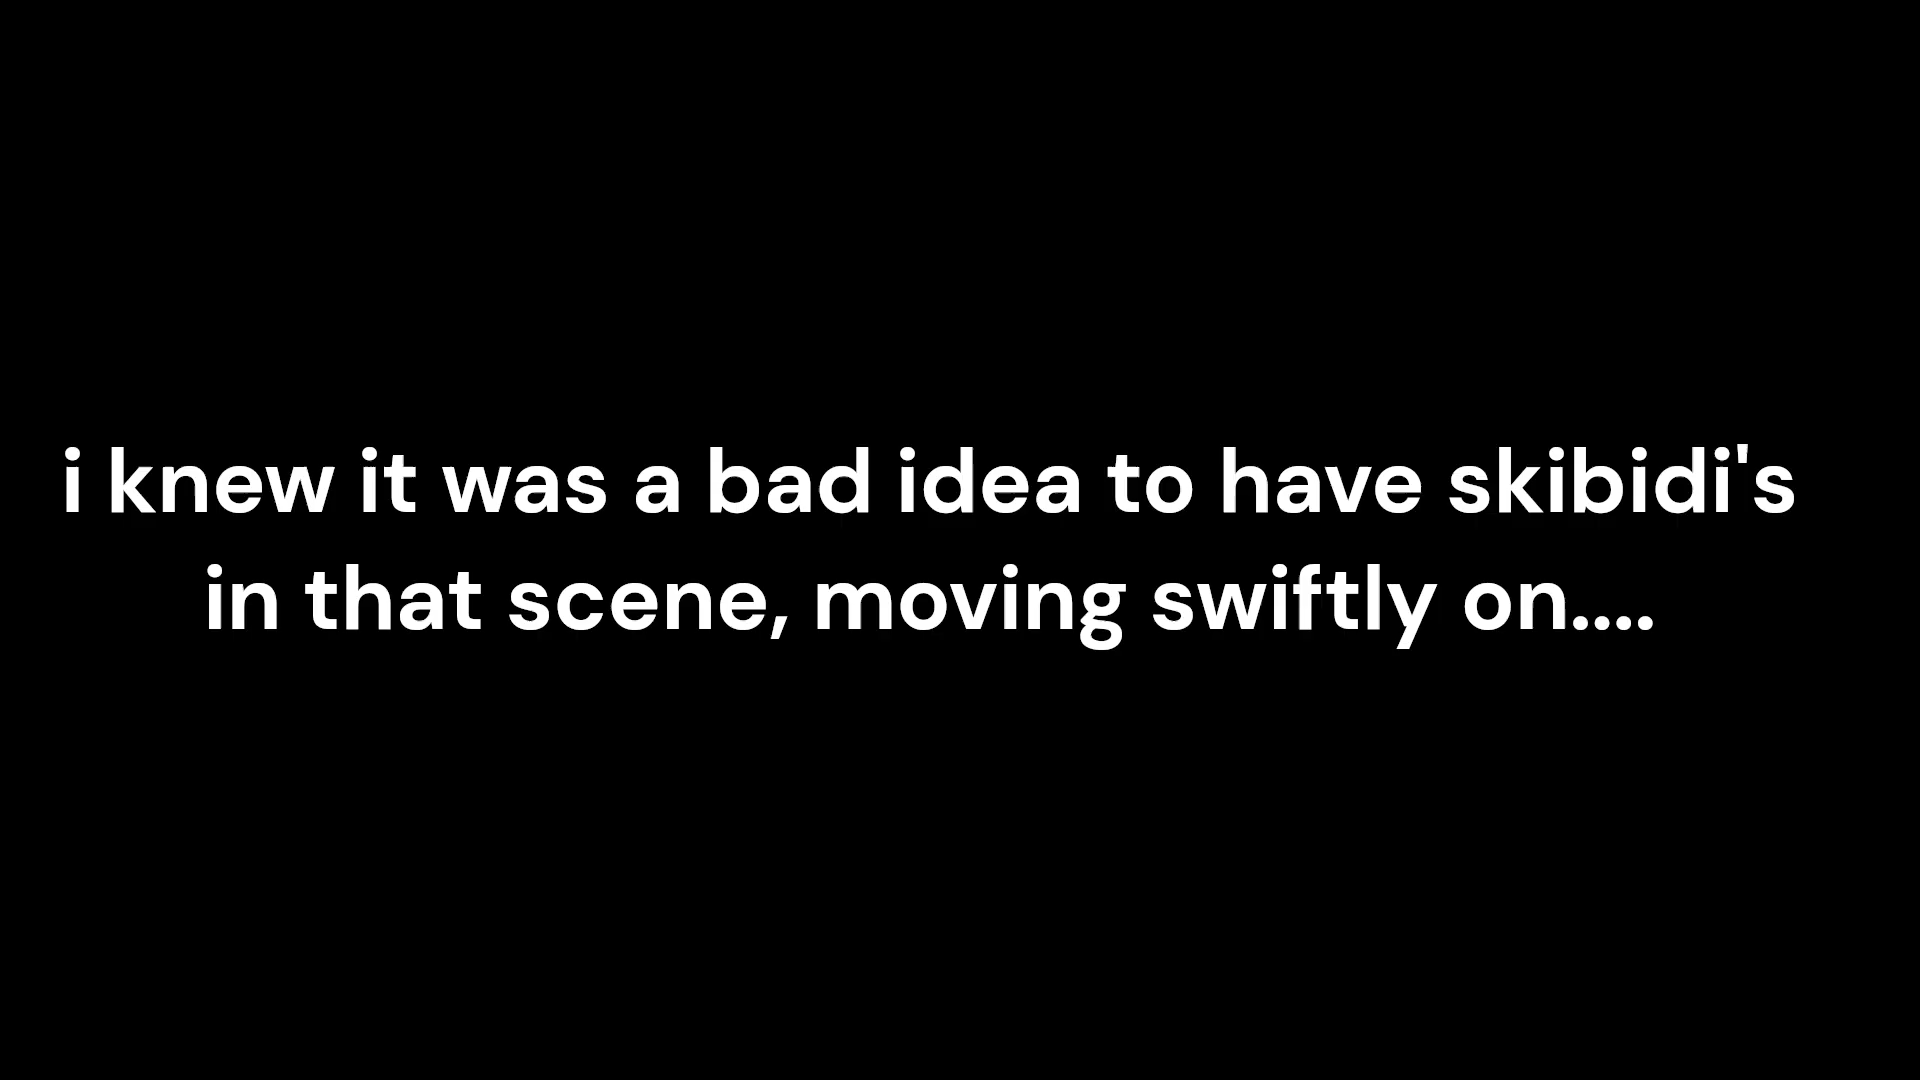 i knew it was a bad idea to have skibidi's
in that scene, moving swiftly on....